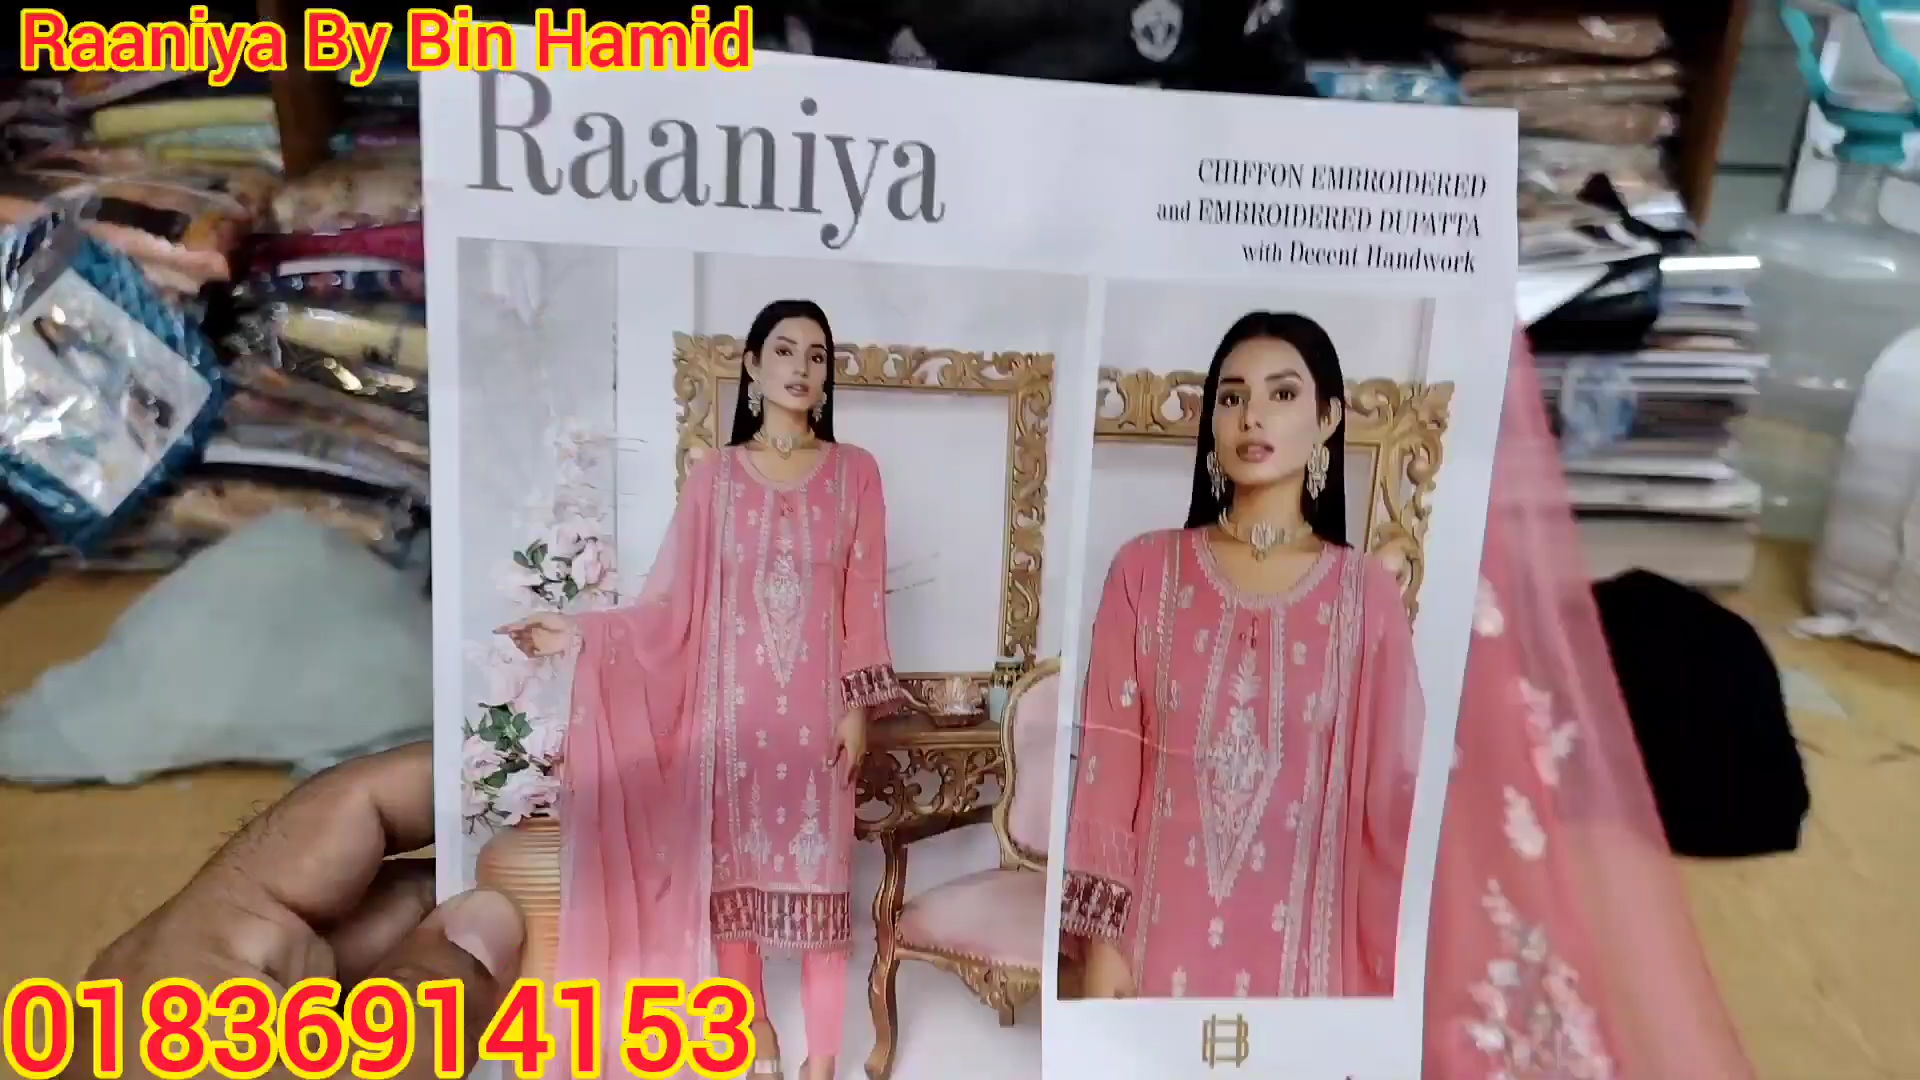 Raaniya By Bin Hamid
Raaniya
CHIFFON EMBROIDERED
and EMBROIDERED DUPATTA
with Decent Handwork
01836914153